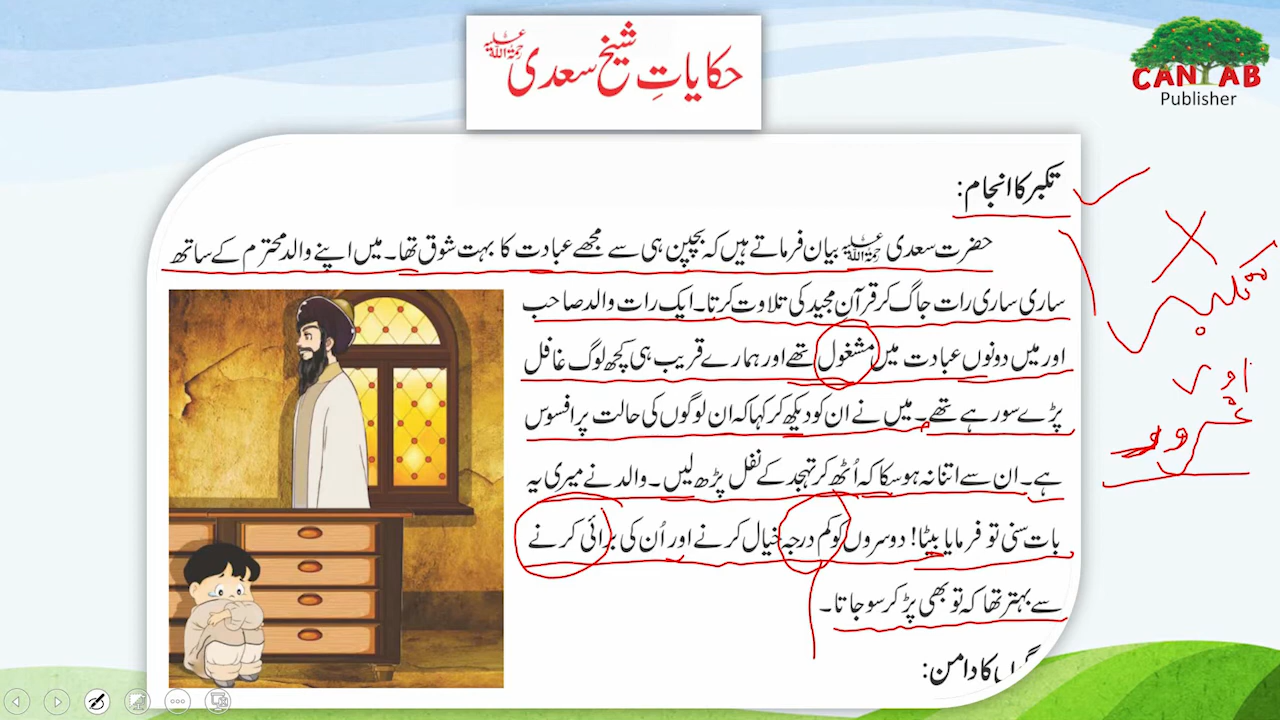 حکایاتِ شیخ سعدی رحمۃ اللہ علیہ
CANTAB
Publisher
تکبر کا انجام:
حضرت سعدی رحمۃ اللہ علیہ بیان فرماتے ہیں کہ بچپن ہی سے مجھے عبادت کا بہت شوق تھا۔ میں اپنے والد محترم کے ساتھ
ساری ساری رات جاگ کر قرآن مجید کی تلاوت کرتا۔ ایک رات والد صاحب
اور میں دونوں عبادت میں مشغول تھے اور ہمارے قریب ہی کچھ لوگ غافل
پڑے سو رہے تھے۔ میں نے ان کو دیکھ کر کہا کہ ان لوگوں کی حالت پر افسوس
ہے۔ ان سے اتنا نہ ہو سکا کہ اُٹھ کر تہجد کے نفل پڑھ لیں۔ والد نے میری یہ
بات سنی تو فرمایا بیٹا! دوسروں کو کم درجہ خیال کرنے اور اُن کی برائی کرنے
سے بہتر تھا کہ تو بھی پڑ کر سو جاتا۔
کا دامن:
تکبر
اور
غرور